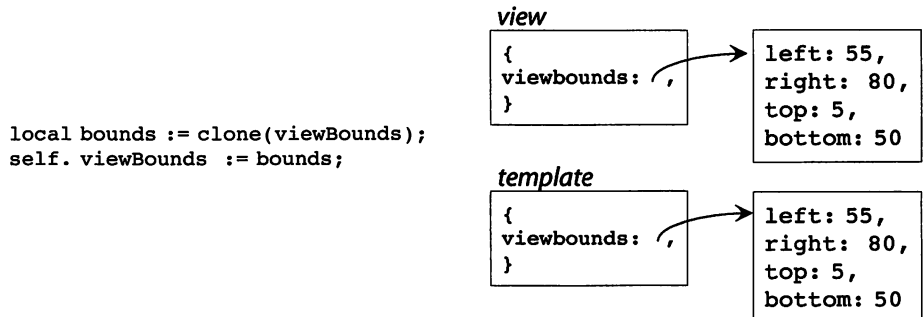 local bounds := clone(viewBounds);
self. viewBounds := bounds;
view
{
viewbounds: ,
}
left: 55,
right: 80,
top: 5,
bottom: 50
template
{
viewbounds: ,
}
left: 55,
right: 80,
top: 5,
bottom: 50